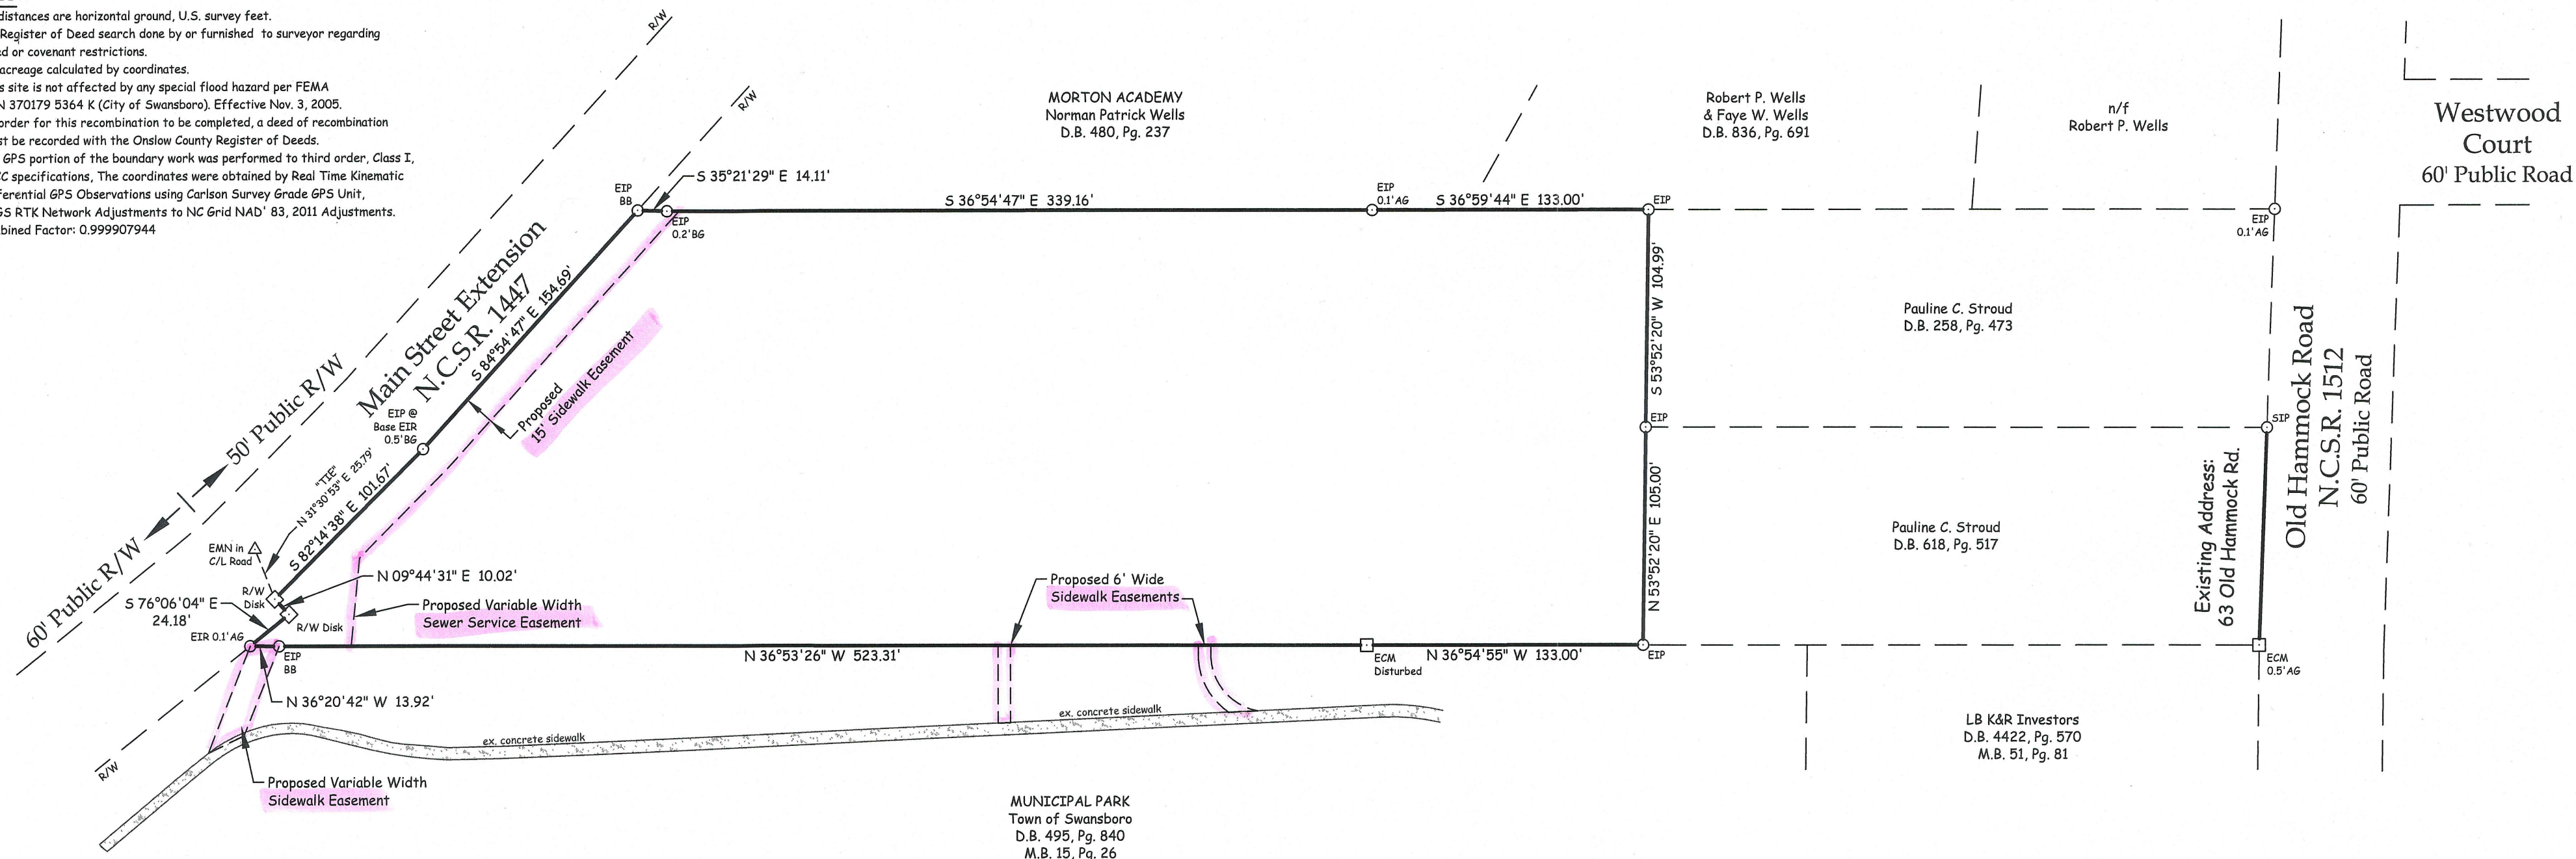 distances are horizontal ground, U.S. survey feet.
Register of Deed search done by or furnished to surveyor regarding
or covenant restrictions.
acreage calculated by coordinates.
site is not affected by any special flood hazard per FEMA
370179 5364 K (City of Swansboro). Effective Nov. 3, 2005.
order for this recombination to be completed, a deed of recombination
be recorded with the Onslow County Register of Deeds.
GPS portion of the boundary work was performed to third order, Class I,
specifications, The coordinates were obtained by Real Time Kinematic
GPS Observations using Carlson Survey Grade GPS Unit,
RTK Network Adjustments to NC Grid NAD' 83, 2011 Adjustments.
Factor: 0.999907944
R/W
R/W
MORTON ACADEMY
Norman Patrick Wells
D.B. 480, Pg. 237
Robert P. Wells
& Faye W. Wells
D.B. 836, Pg. 691
n/f
Robert P. Wells
Westwood
Court
60' Public Road
EIP
BB
S 35°21'29" E 14.11'
EIP
0.2'BG
S 36°54'47" E 339.16'
EIP
0.1'AG
S 36°59'44" E 133.00'
EIP
EIP
0.1'AG
Main Street Extension
N.C.S.R. 1447
S 84°54'47" E 154.69'
50' Public R/W
60' Public R/W
Proposed
15' Sidewalk Easement
EIP @
Base EIR
0.5'BG
"TIE"
N 31°30'53" E 25.79'
S 82°14'38" E 101.67'
EMN in
C/L Road
R/W
Disk
N 09°44'31" E 10.02'
R/W Disk
S 76°06'04" E
24.18'
EIR 0.1'AG
EIP
BB
N 36°20'42" W 13.92'
Proposed Variable Width
Sewer Service Easement
Proposed 6' Wide
Sidewalk Easements
N 36°53'26" W 523.31'
ECM
Disturbed
N 36°54'55" W 133.00'
EIP
S 53°52'20" W 104.99'
EIP
N 53°52'20" E 105.00'
Pauline C. Stroud
D.B. 258, Pg. 473
Pauline C. Stroud
D.B. 618, Pg. 517
SIP
Existing Address:
63 Old Hammock Rd.
Old Hammock Road
N.C.S.R. 1512
60' Public Road
ECM
0.5'AG
LB K&R Investors
D.B. 4422, Pg. 570
M.B. 51, Pg. 81
ex. concrete sidewalk
ex. concrete sidewalk
R/W
Proposed Variable Width
Sidewalk Easement
MUNICIPAL PARK
Town of Swansboro
D.B. 495, Pg. 840
M.B. 15, Pg. 26